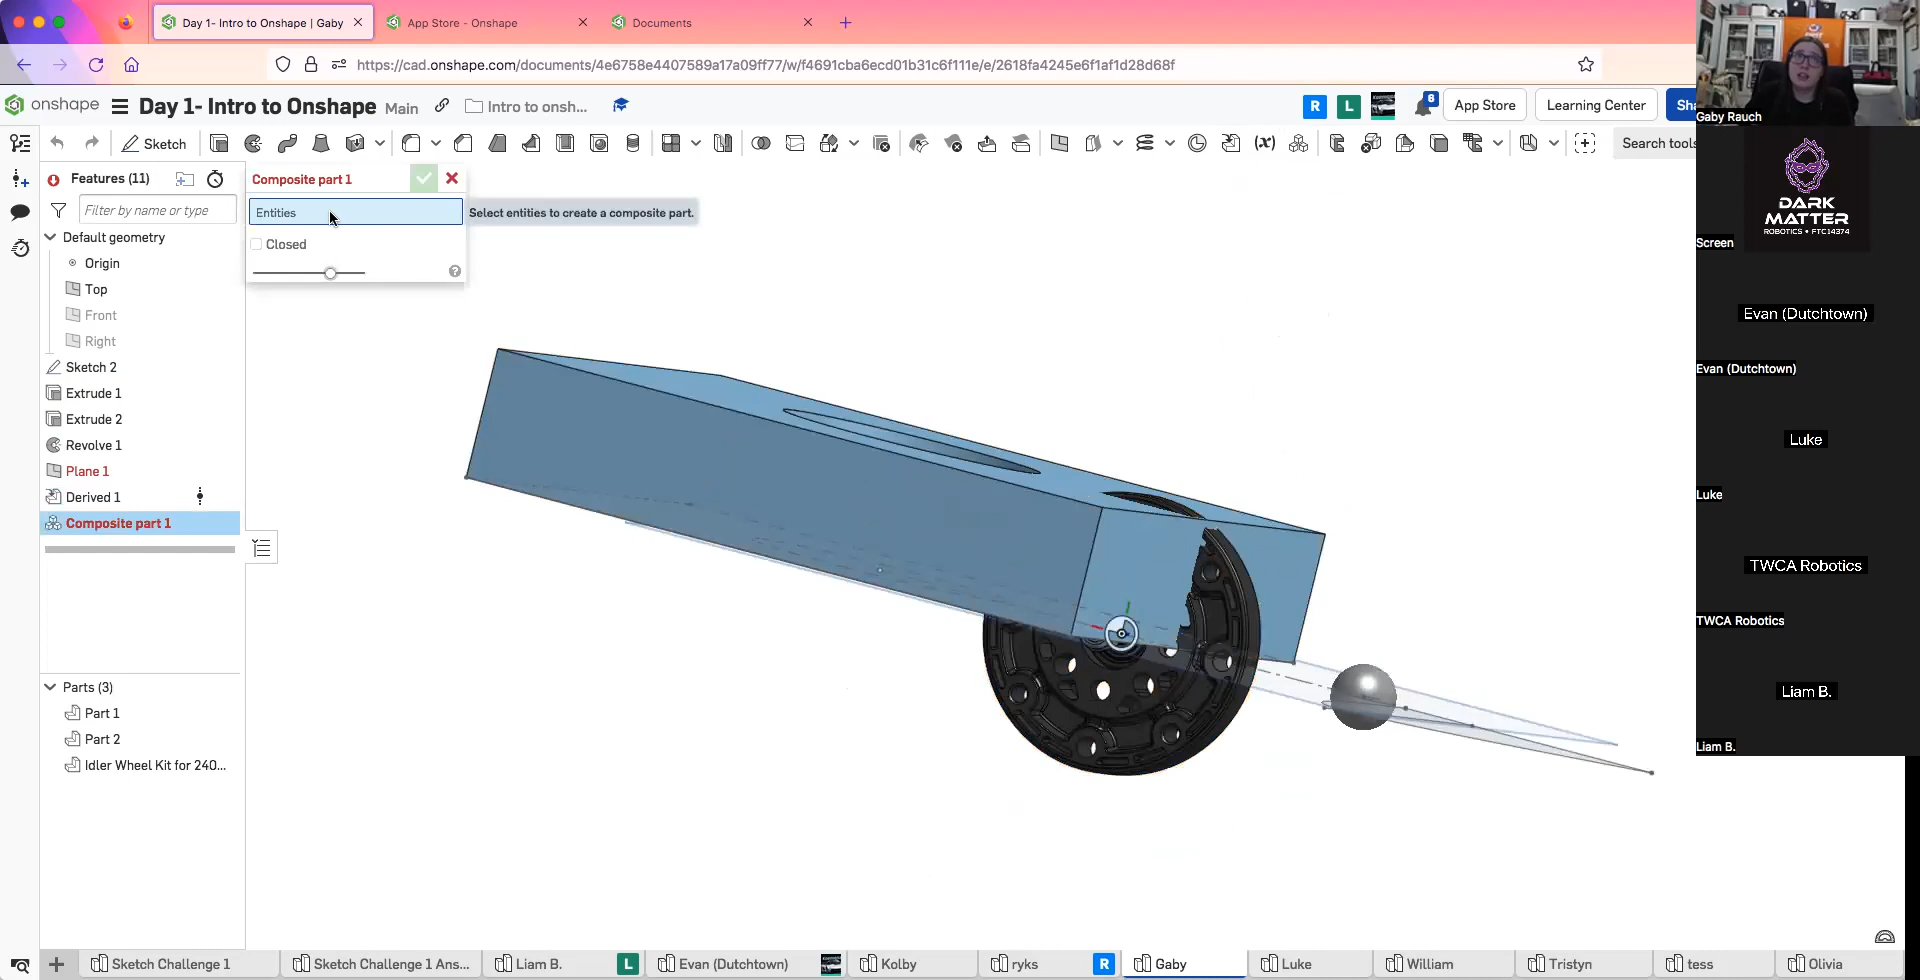 Day 1- Intro to Onshape | Gaby
App Store - Onshape
Documents
https://cad.onshape.com/documents/4e6758e4407589a17a09ff77/w/f4691cba6ecd01b31c6f111e/e/2618fa4245e6f1af1d28d68f
onshape
Day 1- Intro to Onshape
Main
Intro to onsh...
R
L
8
App Store
Learning Center
Sha
Sketch
(x)
Search tools
Features (11)
Filter by name or type
Default geometry
Origin
Top
Front
Right
Sketch 2
Extrude 1
Extrude 2
Revolve 1
Plane 1
Derived 1
Composite part 1
Parts (3)
Part 1
Part 2
Idler Wheel Kit for 240...
Composite part 1
Entities
Select entities to create a composite part.
Closed
Gaby Rauch
DARK
MATTER
ROBOTICS • FTC14374
Screen
Evan (Dutchtown)
Evan (Dutchtown)
Luke
Luke
TWCA Robotics
TWCA Robotics
Liam B.
Liam B.
Sketch Challenge 1
Sketch Challenge 1 Ans...
Liam B.
L
Evan (Dutchtown)
Kolby
ryks
R
Gaby
Luke
William
Tristyn
tess
Olivia